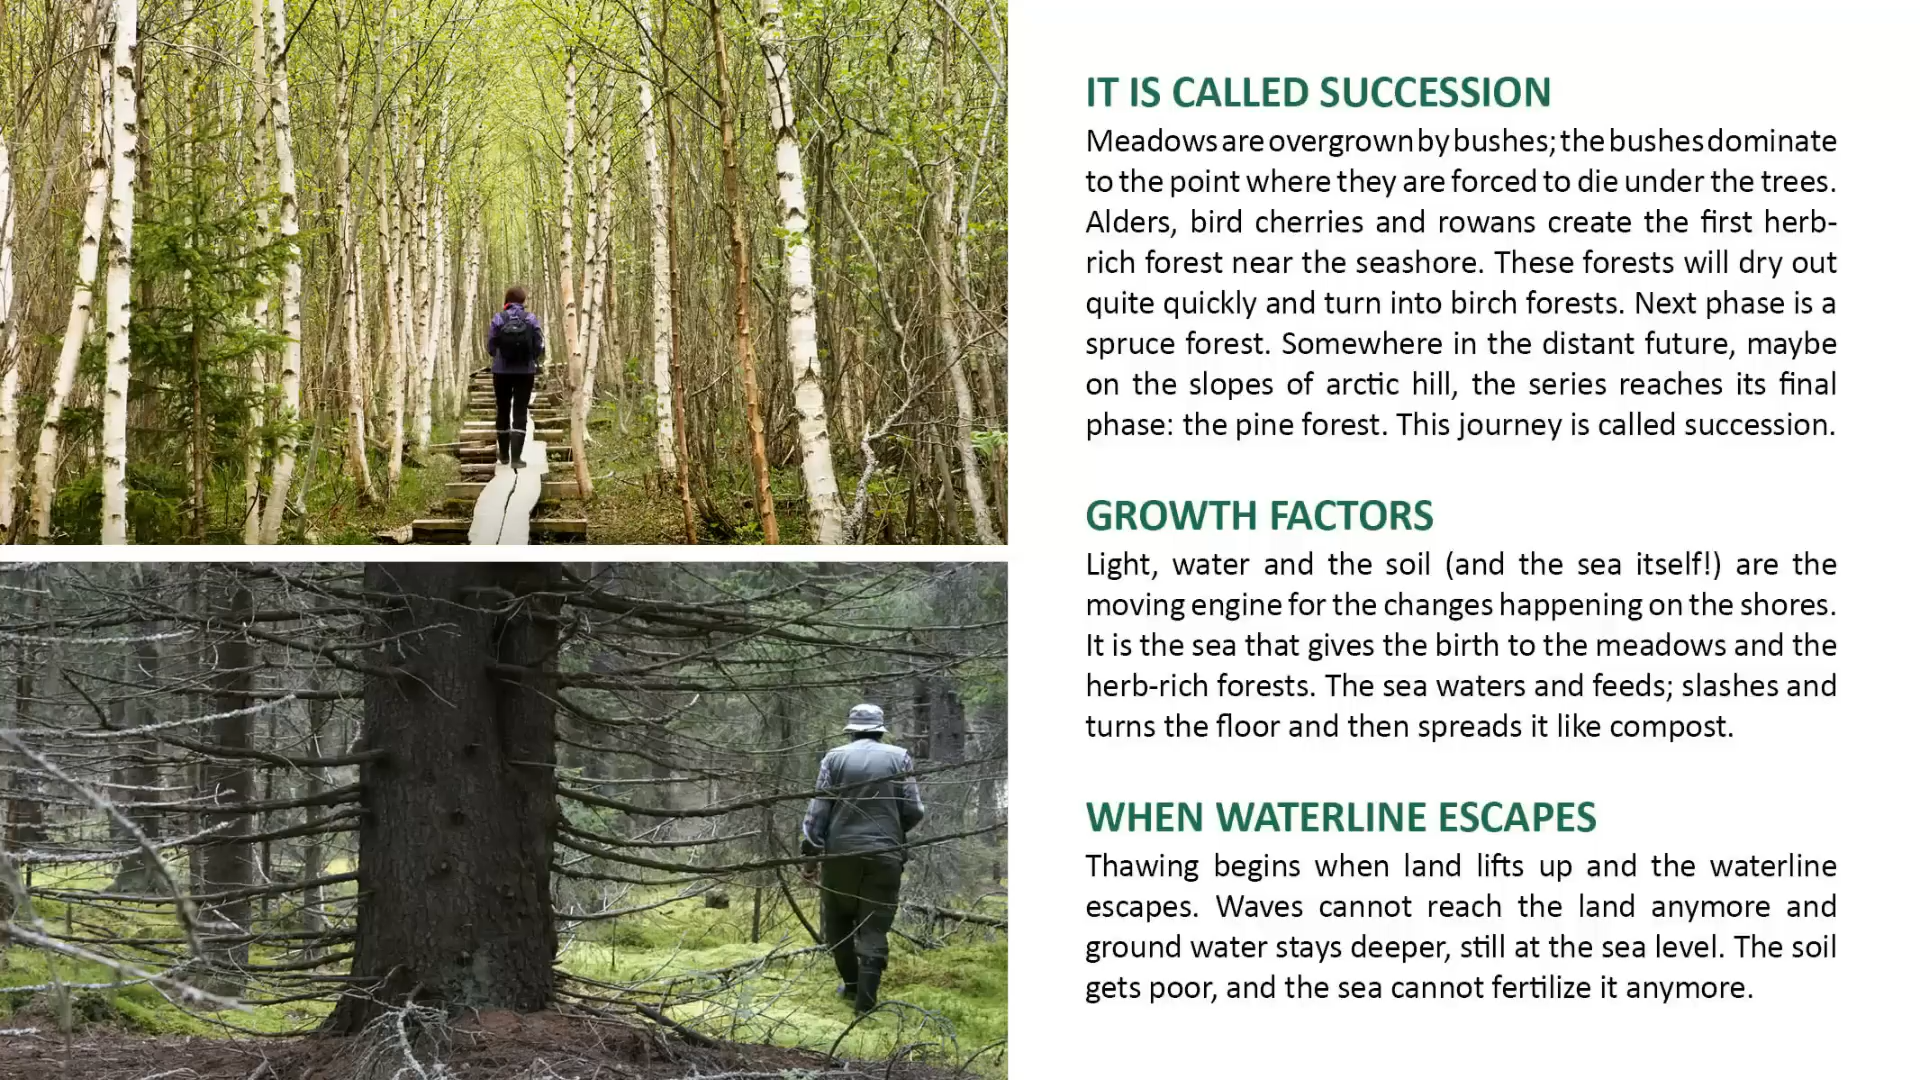 IT IS CALLED SUCCESSION
Meadows are overgrown by bushes; the bushes dominate
to the point where they are forced to die under the trees.
Alders, bird cherries and rowans create the first herb-
rich forest near the seashore. These forests will dry out
quite quickly and turn into birch forests. Next phase is a
spruce forest. Somewhere in the distant future, maybe
on the slopes of arctic hill, the series reaches its final
phase: the pine forest. This journey is called succession.
GROWTH FACTORS
Light, water and the soil (and the sea itself!) are the
moving engine for the changes happening on the shores.
It is the sea that gives the birth to the meadows and the
herb-rich forests. The sea waters and feeds; slashes and
turns the floor and then spreads it like compost.
WHEN WATERLINE ESCAPES
Thawing begins when land lifts up and the waterline
escapes. Waves cannot reach the land anymore and
ground water stays deeper, still at the sea level. The soil
gets poor, and the sea cannot fertilize it anymore.